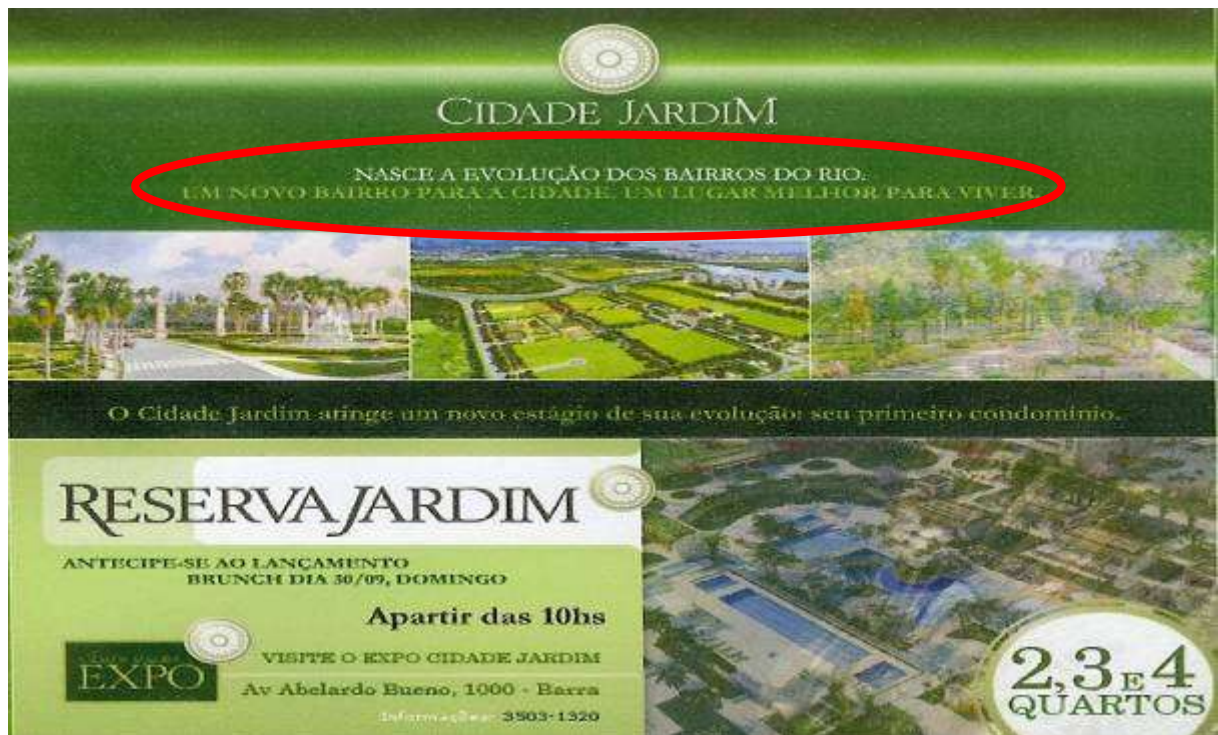 CIDADE JARDIM
NASCE A EVOLUÇÃO DOS BAIRROS DO RIO.
UM NOVO BAIRRO PARA A CIDADE. UM LUGAR MELHOR PARA VIVER.
O Cidade Jardim atinge um novo estágio de sua evolução: seu primeiro condomínio.
RESERVA JARDIM
ANTECIPE-SE AO LANÇAMENTO
BRUNCH DIA 30/09, DOMINGO
Apartir das 10hs
EXPO
VISITE O EXPO CIDADE JARDIM
Av Abelardo Bueno, 1000 - Barra
Informações: 3503-1320
2, 3 E 4
QUARTOS